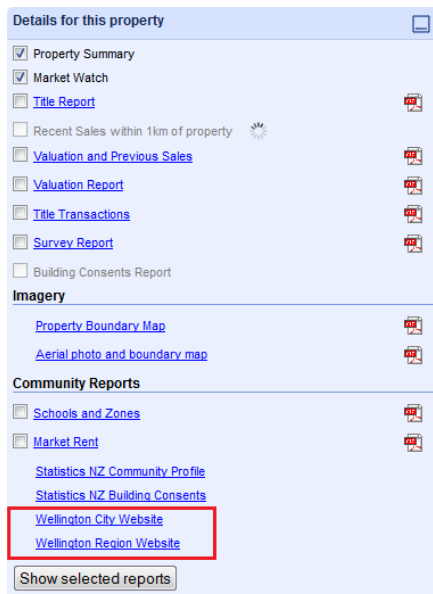 Details for this property
Property Summary
Market Watch
Title Report
Recent Sales within 1km of property
Valuation and Previous Sales
Valuation Report
Title Transactions
Survey Report
Building Consents Report
Imagery
Property Boundary Map
Aerial photo and boundary map
Community Reports
Schools and Zones
Market Rent
Statistics NZ Community Profile
Statistics NZ Building Consents
Wellington City Website
Wellington Region Website
Show selected reports